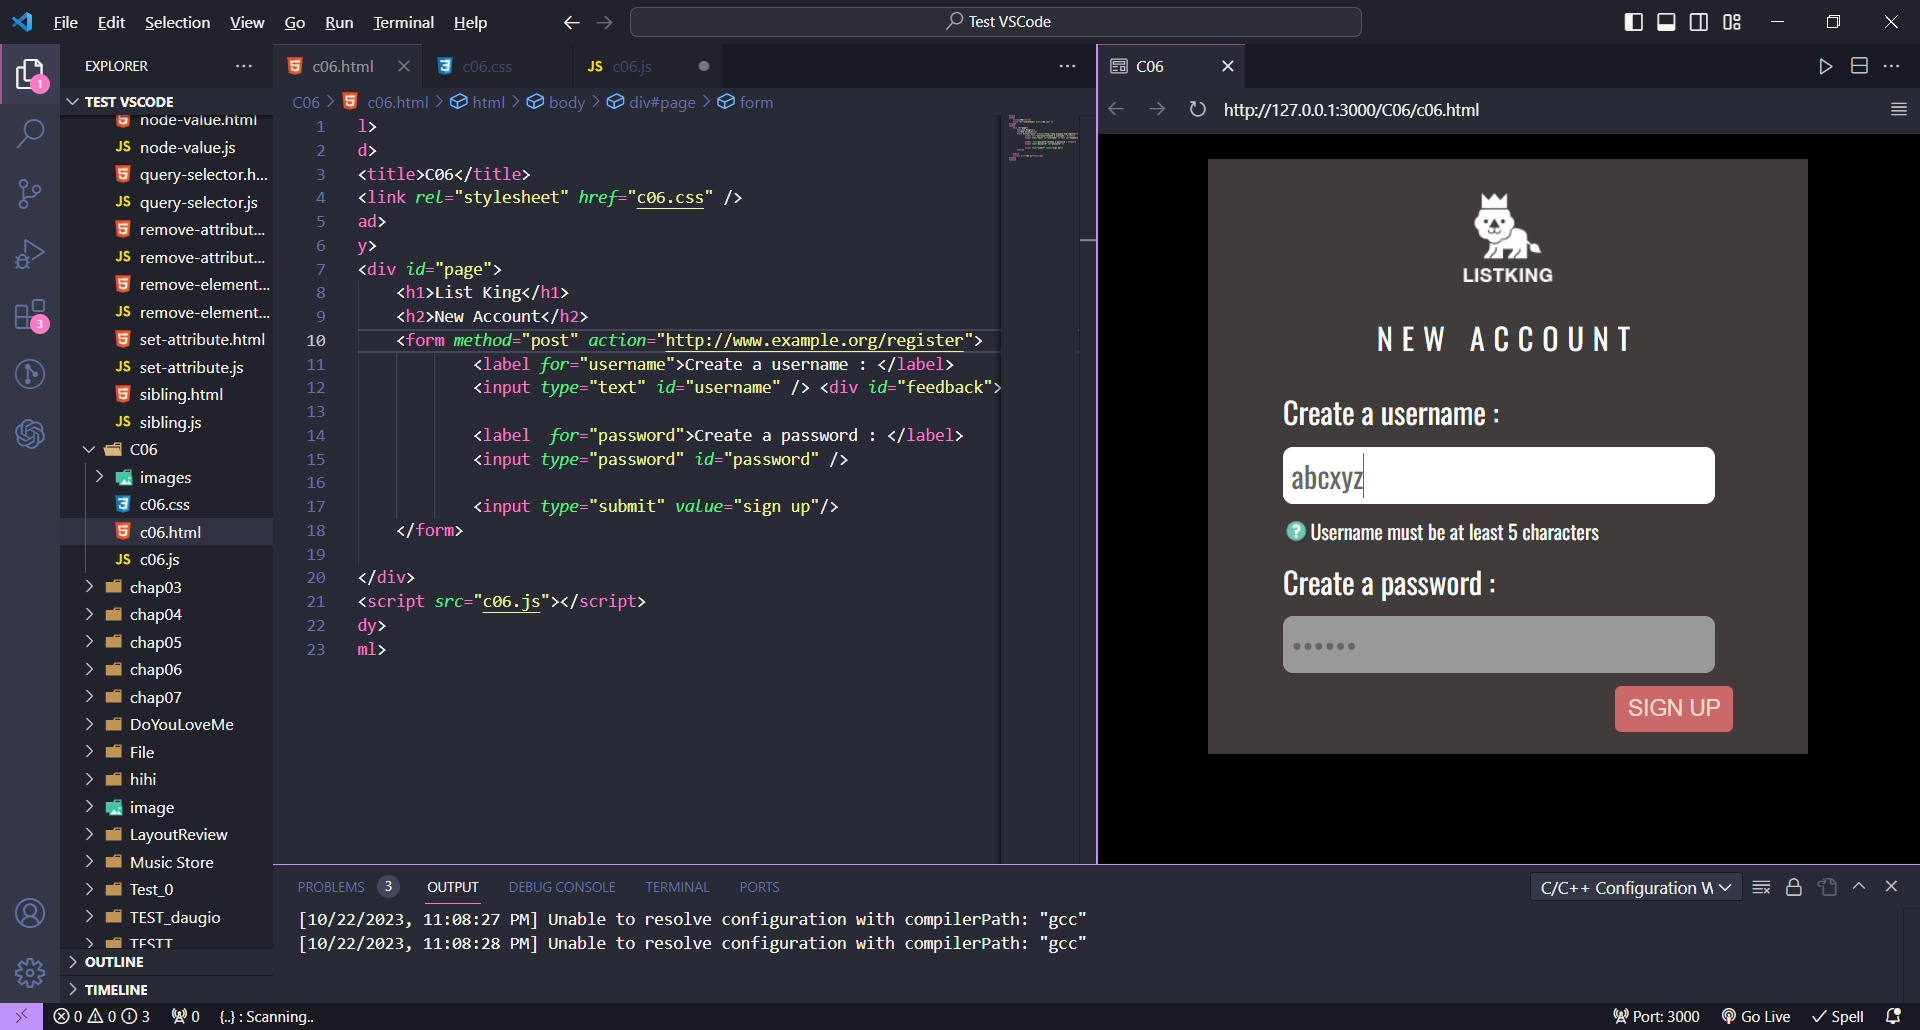 File Edit Selection View Go Run Terminal Help
Test VSCode
EXPLORER
TEST VSCODE
node-value.html
JS node-value.js
query-selector.h...
JS query-selector.js
remove-attribut...
JS remove-attribut...
remove-element...
JS remove-element...
set-attribute.html
JS set-attribute.js
sibling.html
JS sibling.js
C06
images
c06.css
c06.html
JS c06.js
chap03
chap04
chap05
chap06
chap07
DoYouLoveMe
File
hihi
image
LayoutReview
Music Store
Test_0
TEST_daugio
TESTT
OUTLINE
TIMELINE
1
3
c06.html
c06.css
JS c06.js
C06 > c06.html > html > body > div#page > form
1 l>
2 d>
3 <title>C06</title>
4 <link rel="stylesheet" href="c06.css" />
5 ad>
6 y>
7 <div id="page">
8 <h1>List King</h1>
9 <h2>New Account</h2>
10 <form method="post" action="http://www.example.org/register">
11 <label for="username">Create a username : </label>
12 <input type="text" id="username" /> <div id="feedback">
13
14 <label  for="password">Create a password : </label>
15 <input type="password" id="password" />
16
17 <input type="submit" value="sign up"/>
18 </form>
19
20 </div>
21 <script src="c06.js"></script>
22 dy>
23 ml>
C06
http://127.0.0.1:3000/C06/c06.html
LISTKING
NEW ACCOUNT
Create a username :
abcxyz
? Username must be at least 5 characters
Create a password :
••••••
SIGN UP
PROBLEMS 3 OUTPUT DEBUG CONSOLE TERMINAL PORTS
C/C++ Configuration W
[10/22/2023, 11:08:27 PM] Unable to resolve configuration with compilerPath: "gcc"
[10/22/2023, 11:08:28 PM] Unable to resolve configuration with compilerPath: "gcc"
0 0 3 0 {..} : Scanning..
Port: 3000 Go Live Spell